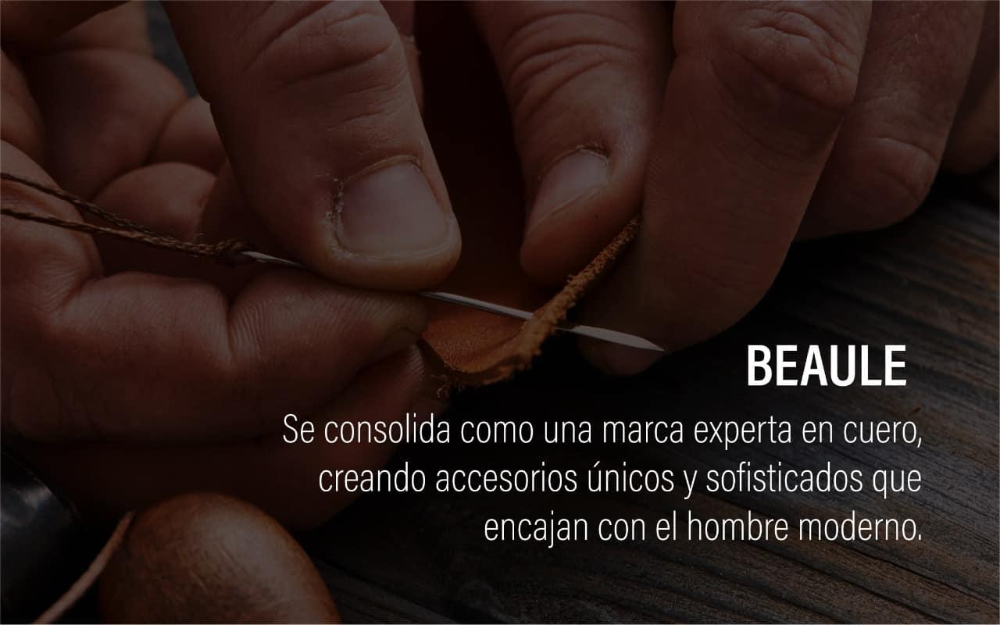 BEAULE
Se consolida como una marca experta en cuero,
creando accesorios únicos y sofisticados que
encajan con el hombre moderno.